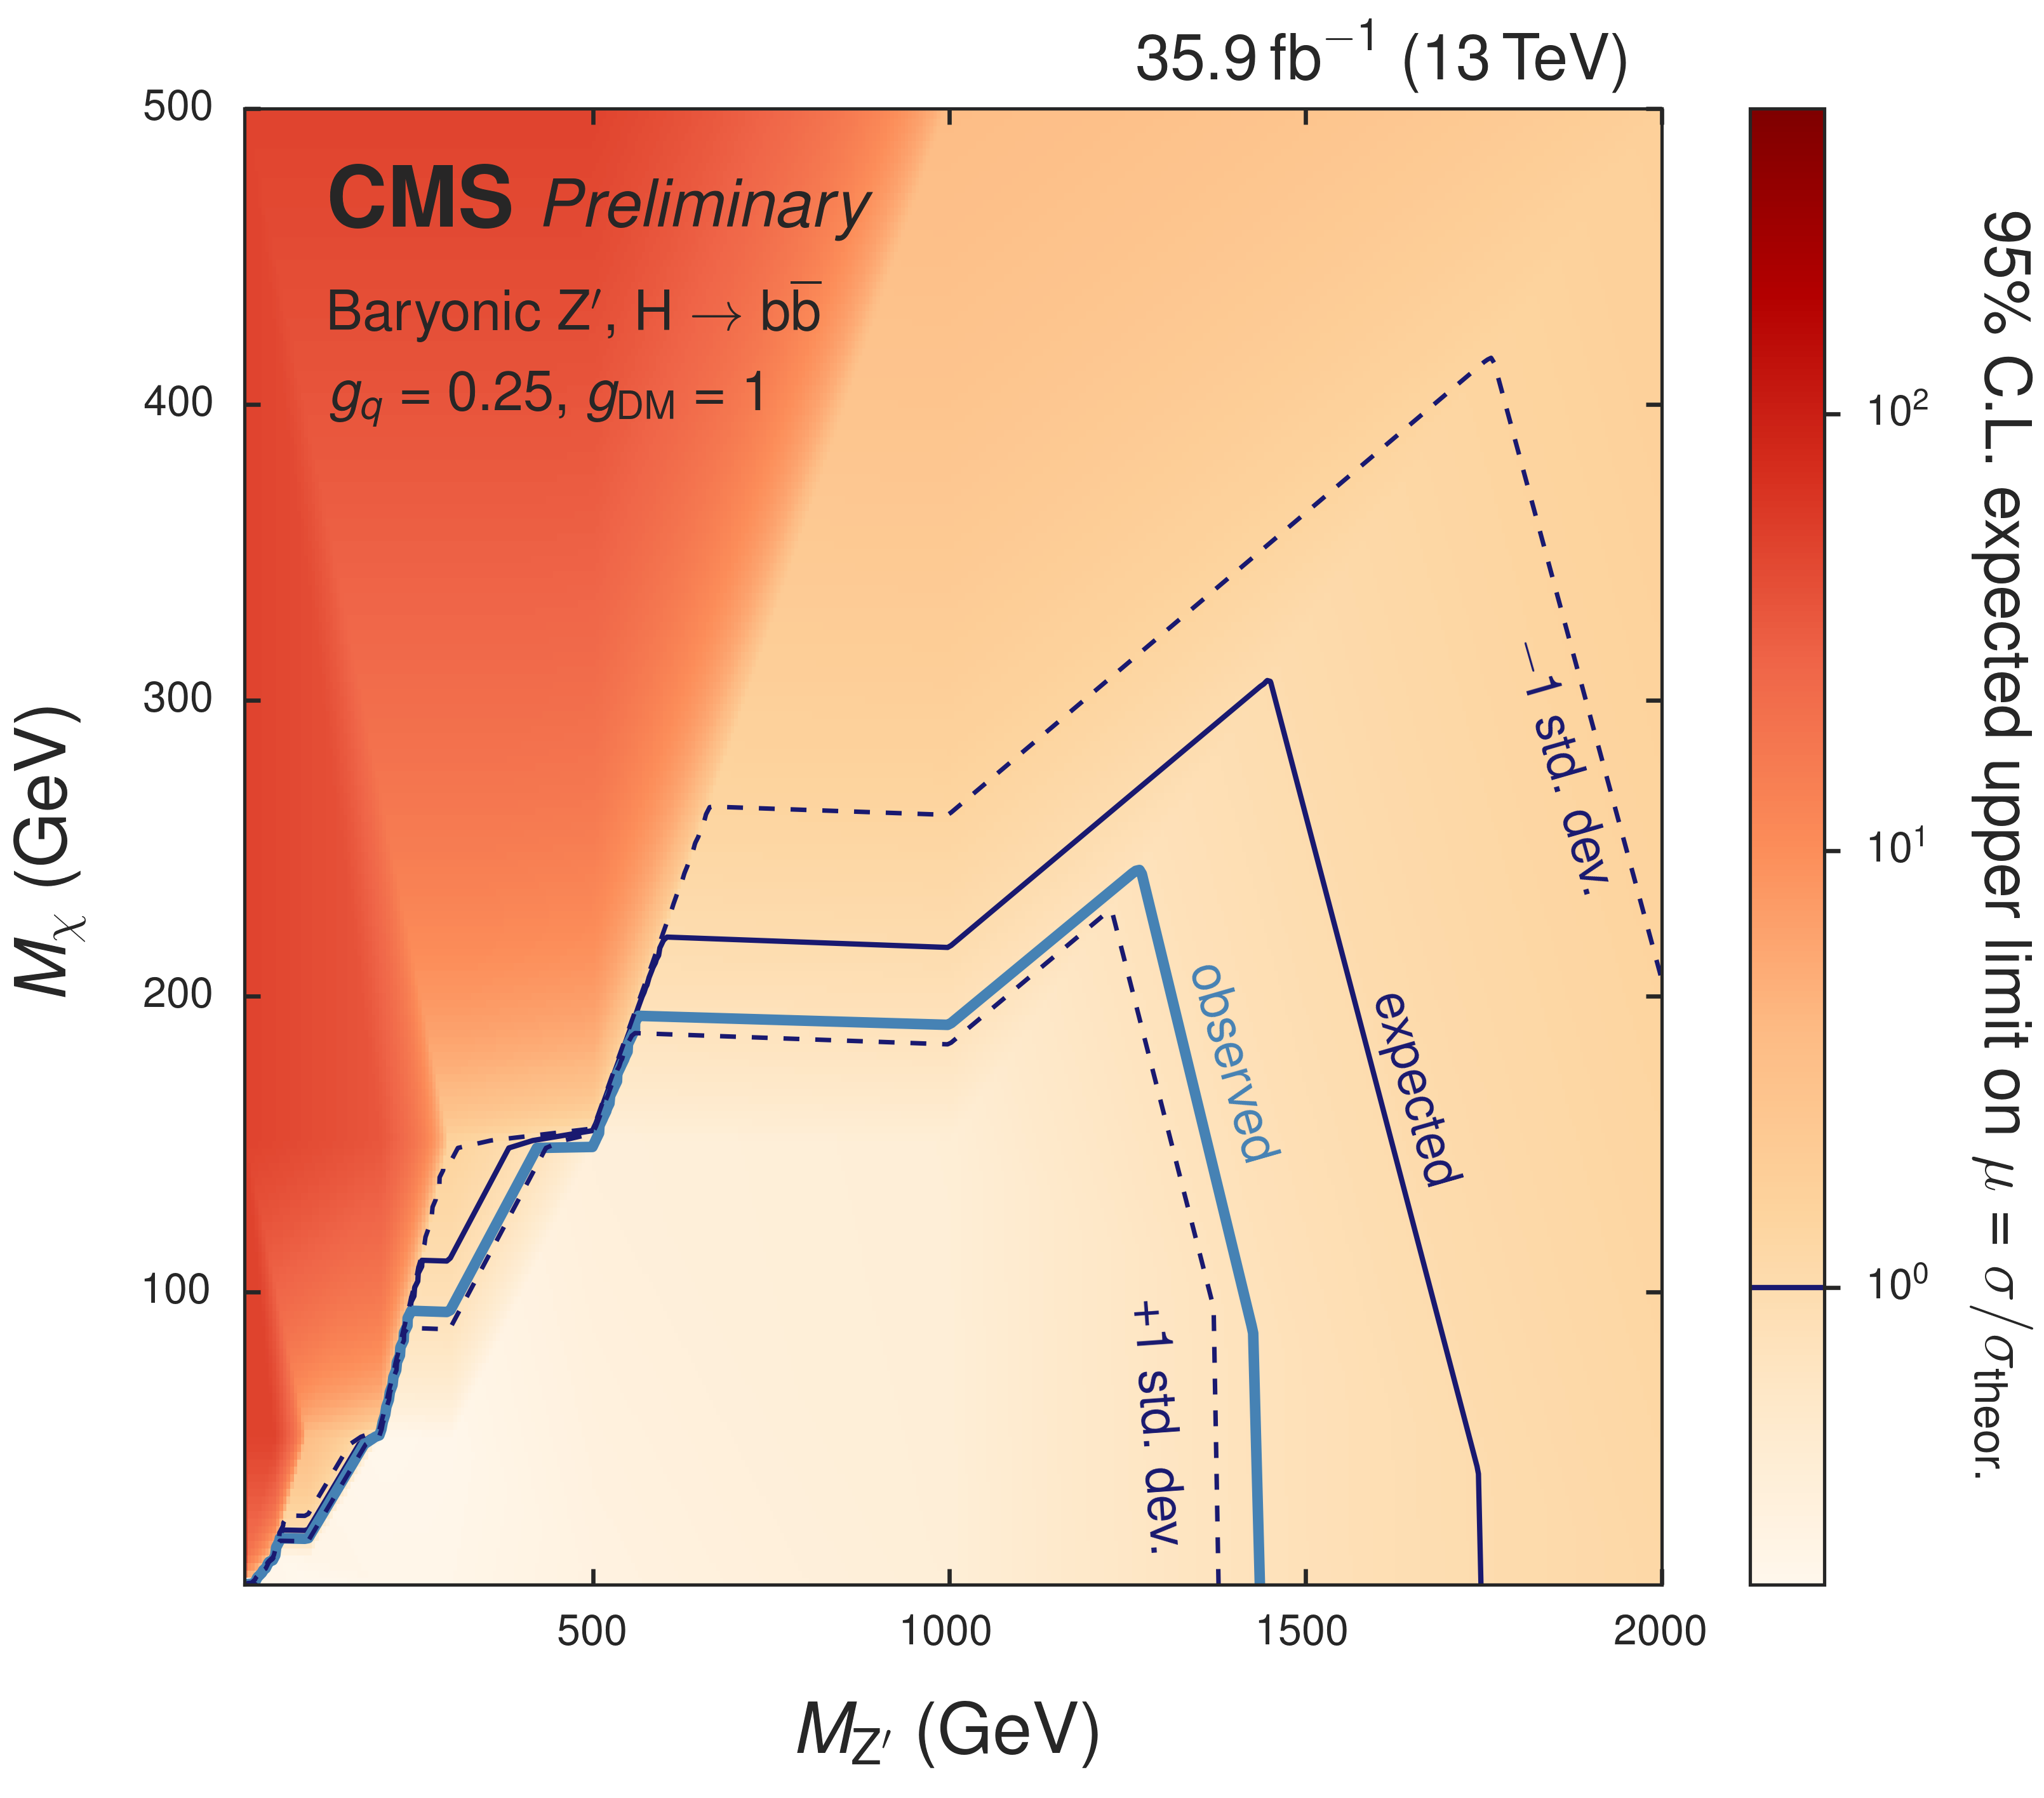 35.9 fb⁻¹ (13 TeV)
CMS Preliminary
Baryonic Z′, H → bb̅
g_q = 0.25, g_DM = 1
500
400
300
200
100
M_χ (GeV)
−1 std. dev.
expected
observed
+1 std. dev.
500
1000
1500
2000
M_Z′ (GeV)
10²
10¹
10⁰
95% C.L. expected upper limit on μ = σ/σ_theor.